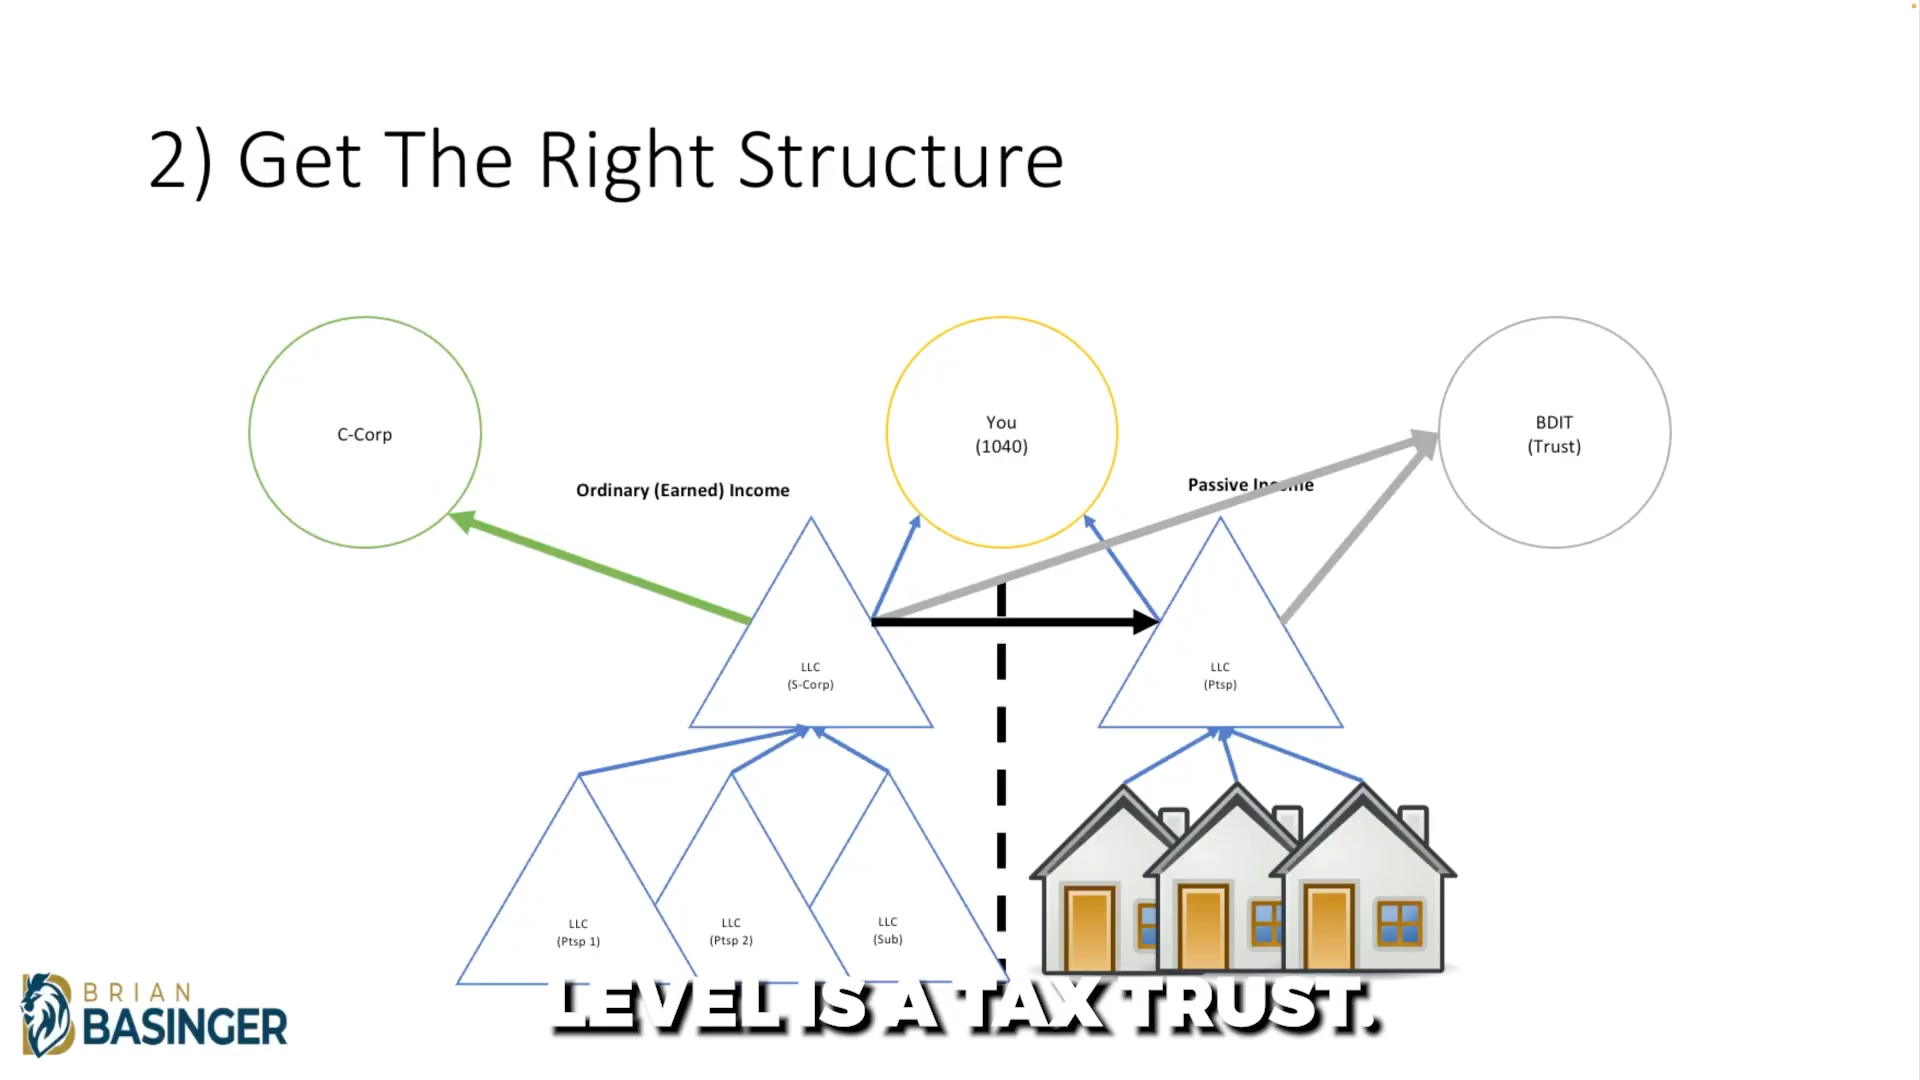 2) Get The Right Structure
C-Corp
You
(1040)
BDIT
(Trust)
Ordinary (Earned) Income
Passive Income
LLC
(S-Corp)
LLC
(Ptsp)
LLC
(Ptsp 1)
LLC
(Ptsp 2)
LLC
(Sub)
LEVEL IS A TAX TRUST.
BRIAN
BASINGER